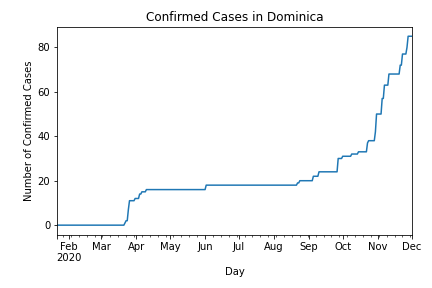 Confirmed Cases in Dominica
Number of Confirmed Cases
80
60
40
20
0
Feb Mar Apr May Jun Jul Aug Sep Oct Nov Dec
2020
Day